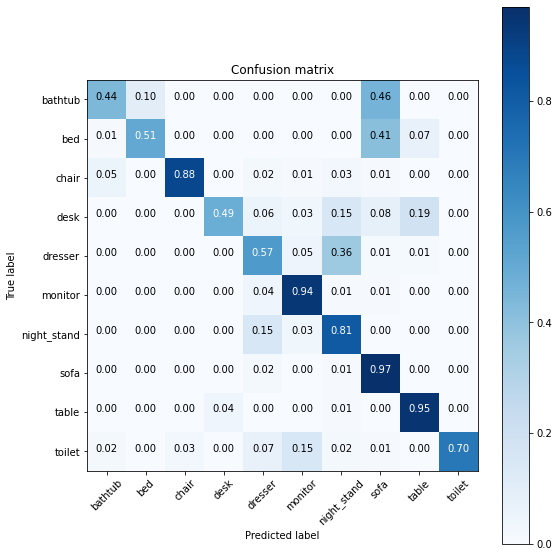 Confusion matrix
bathtub 0.44 0.10 0.00 0.00 0.00 0.00 0.00 0.46 0.00 0.00
bed 0.01 0.51 0.00 0.00 0.00 0.00 0.00 0.41 0.07 0.00
chair 0.05 0.00 0.88 0.00 0.02 0.01 0.03 0.01 0.00 0.00
desk 0.00 0.00 0.00 0.49 0.06 0.03 0.15 0.08 0.19 0.00
dresser 0.00 0.00 0.00 0.00 0.57 0.05 0.36 0.01 0.01 0.00
monitor 0.00 0.00 0.00 0.00 0.04 0.94 0.01 0.01 0.00 0.00
night_stand 0.00 0.00 0.00 0.00 0.15 0.03 0.81 0.00 0.00 0.00
sofa 0.00 0.00 0.00 0.00 0.02 0.00 0.01 0.97 0.00 0.00
table 0.00 0.00 0.00 0.04 0.00 0.00 0.01 0.00 0.95 0.00
toilet 0.02 0.00 0.03 0.00 0.07 0.15 0.02 0.01 0.00 0.70
bathtub bed chair desk dresser monitor night_stand sofa table toilet
True label
Predicted label
0.8
0.6
0.4
0.2
0.0